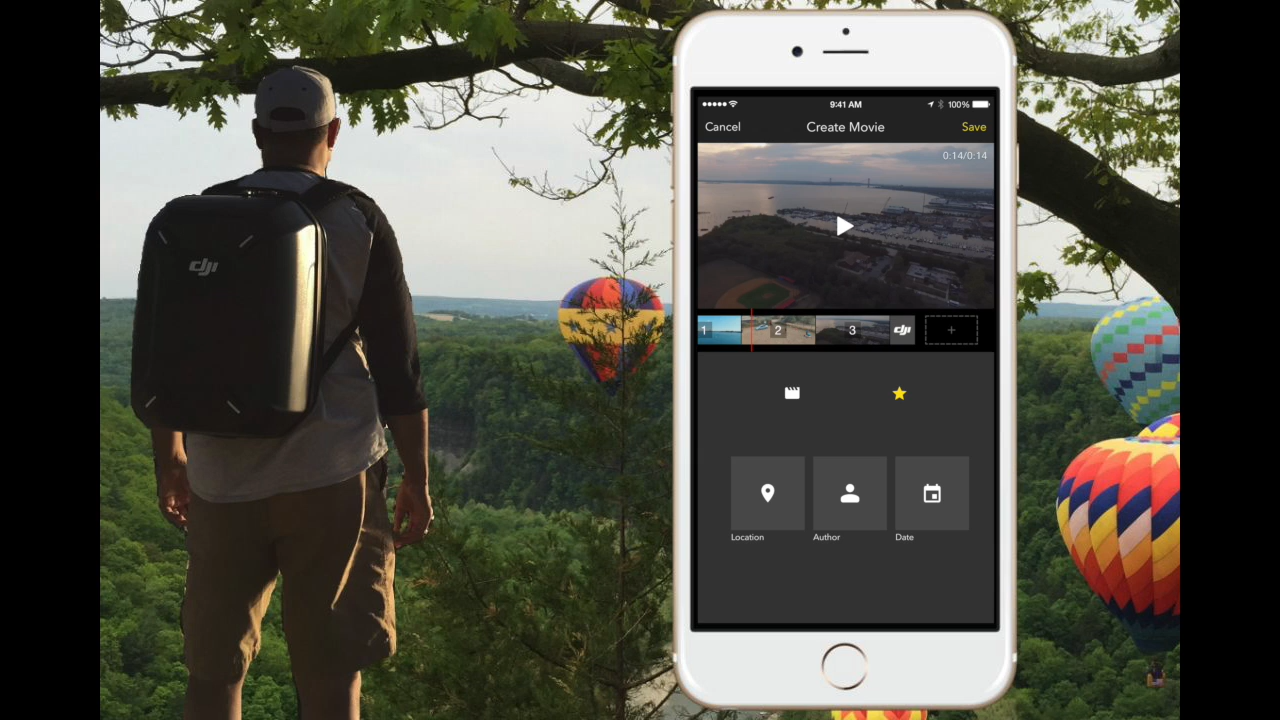 dji
9:41 AM
100%
Cancel
Create Movie
Save
0:14/0:14
1
2
3
dji
+
Location
Author
Date